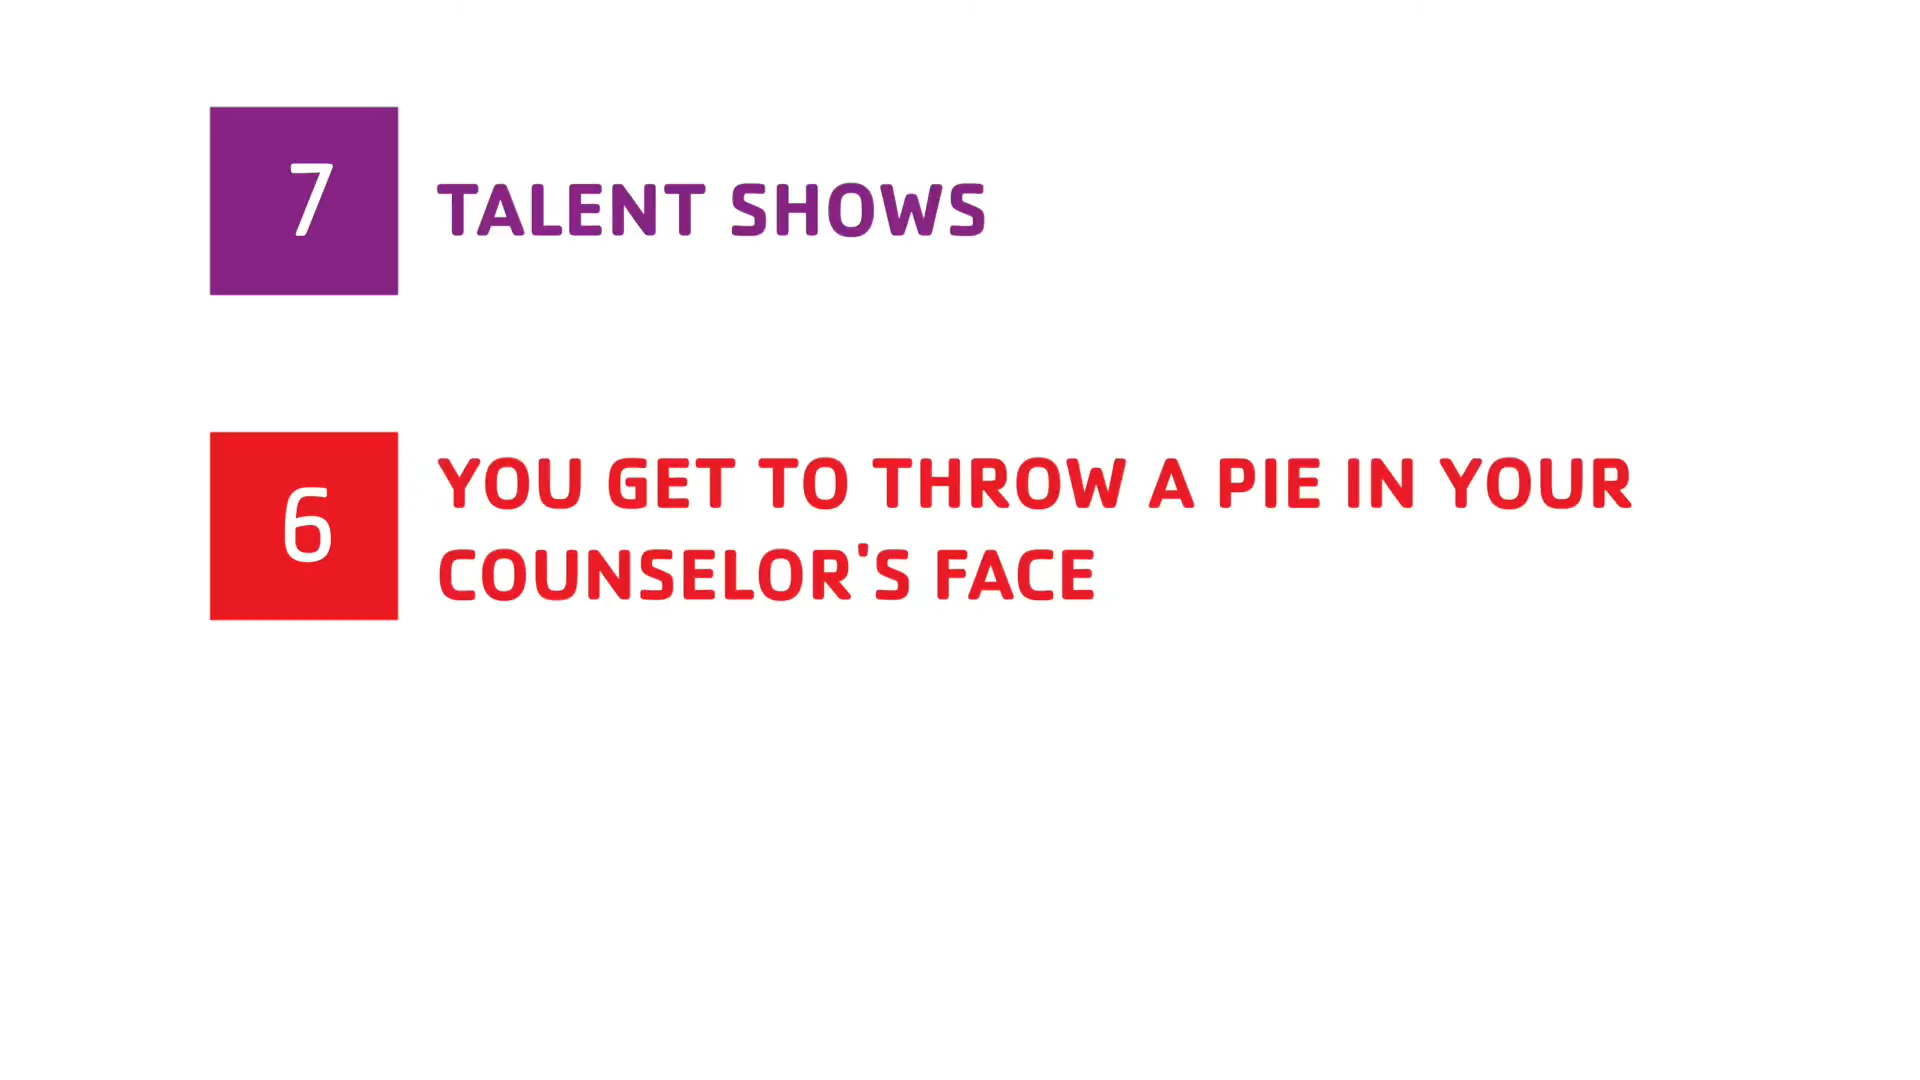 7
TALENT SHOWS
6
YOU GET TO THROW A PIE IN YOUR
COUNSELOR'S FACE